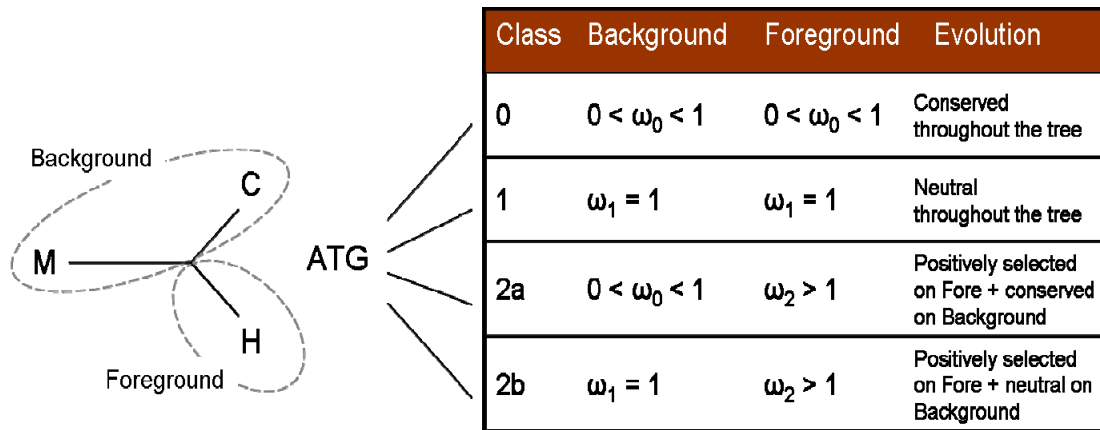 Background
C
M
H
Foreground
ATG
Class Background Foreground Evolution
0 0 < ω₀ < 1 0 < ω₀ < 1 Conserved
throughout the tree
1 ω₁ = 1 ω₁ = 1 Neutral
throughout the tree
2a 0 < ω₀ < 1 ω₂ > 1 Positively selected
on Fore + conserved
on Background
2b ω₁ = 1 ω₂ > 1 Positively selected
on Fore + neutral on
Background